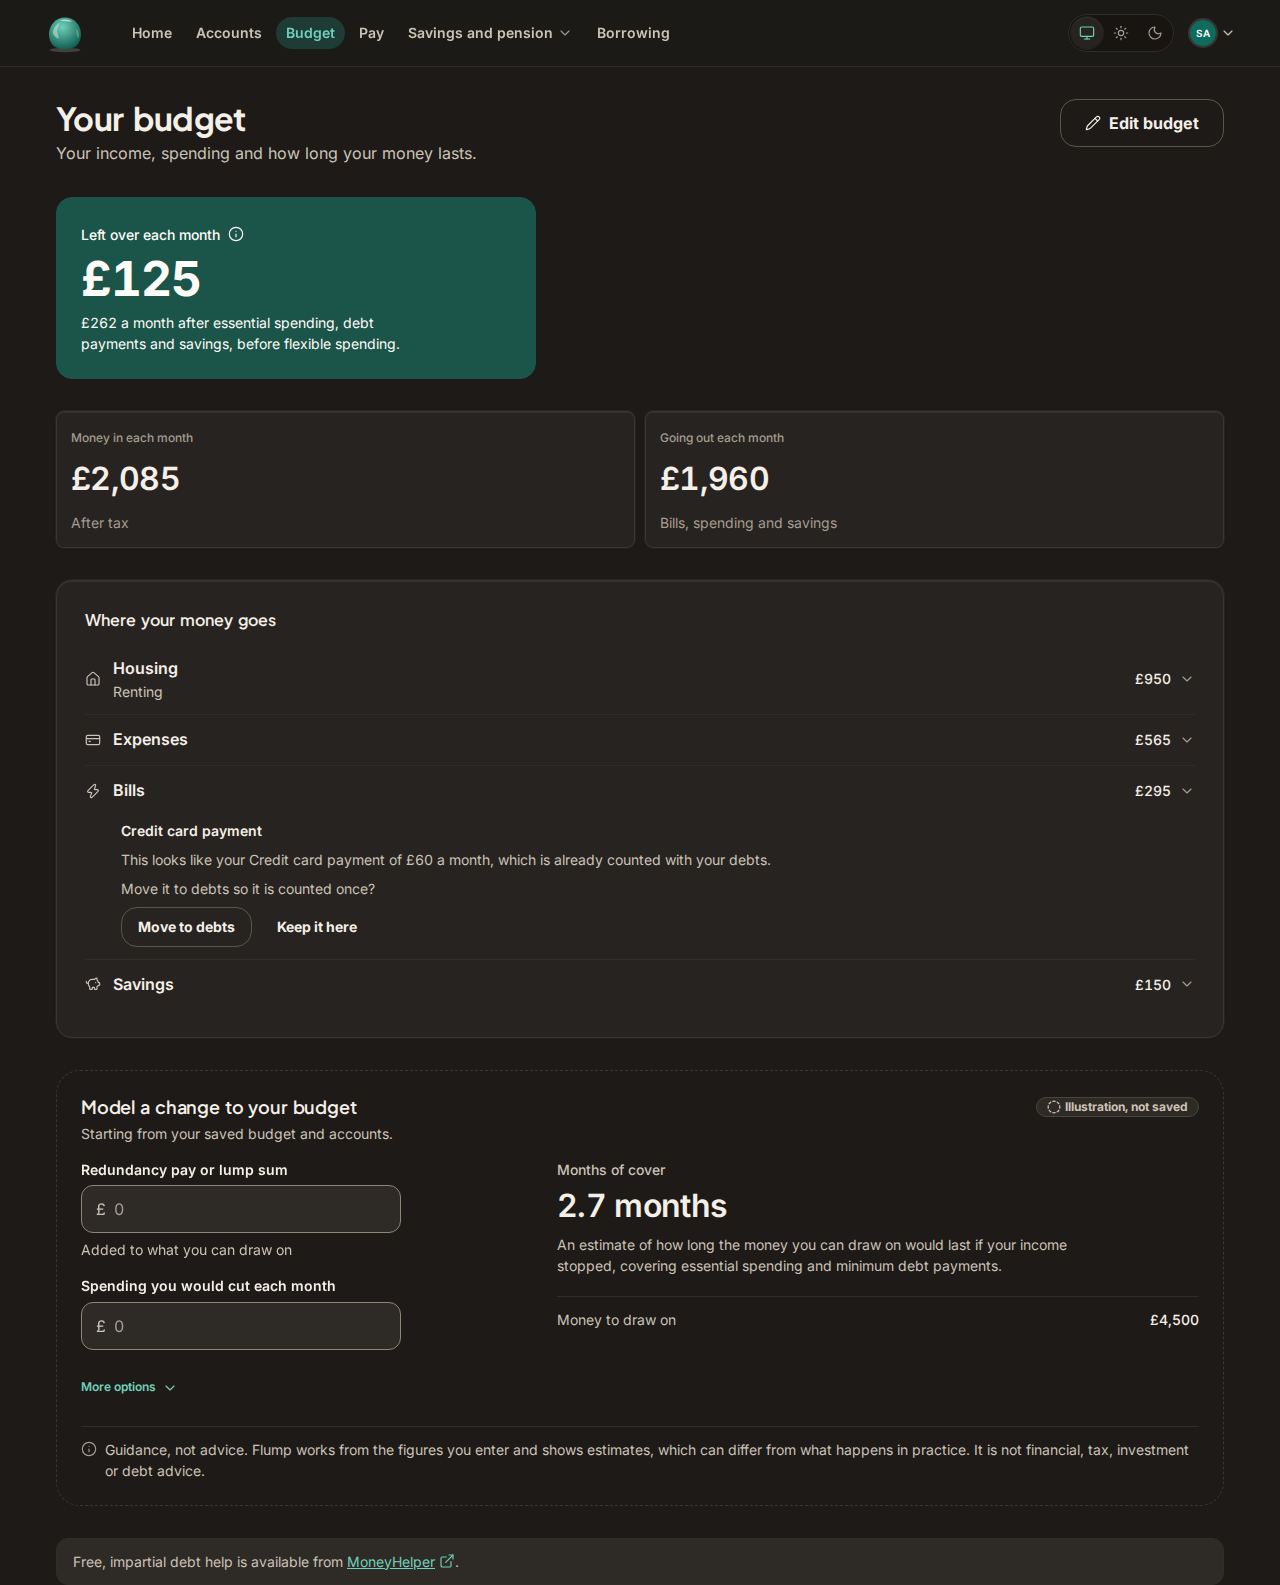 Home Accounts Budget Pay Savings and pension Borrowing SA
Your budget
Edit budget
Your income, spending and how long your money lasts.
Left over each month
£125
£262 a month after essential spending, debt
payments and savings, before flexible spending.
Money in each month
£2,085
After tax
Going out each month
£1,960
Bills, spending and savings
Where your money goes
Housing
Renting
£950
Expenses £565
Bills £295
Credit card payment
This looks like your Credit card payment of £60 a month, which is already counted with your debts.
Move it to debts so it is counted once?
Move to debts Keep it here
Savings £150
Model a change to your budget
Illustration, not saved
Starting from your saved budget and accounts.
Redundancy pay or lump sum
£ 0
Added to what you can draw on
Spending you would cut each month
£ 0
More options
Months of cover
2.7 months
An estimate of how long the money you can draw on would last if your income
stopped, covering essential spending and minimum debt payments.
Money to draw on £4,500
Guidance, not advice. Flump works from the figures you enter and shows estimates, which can differ from what happens in practice. It is not financial, tax, investment
or debt advice.
Free, impartial debt help is available from MoneyHelper .